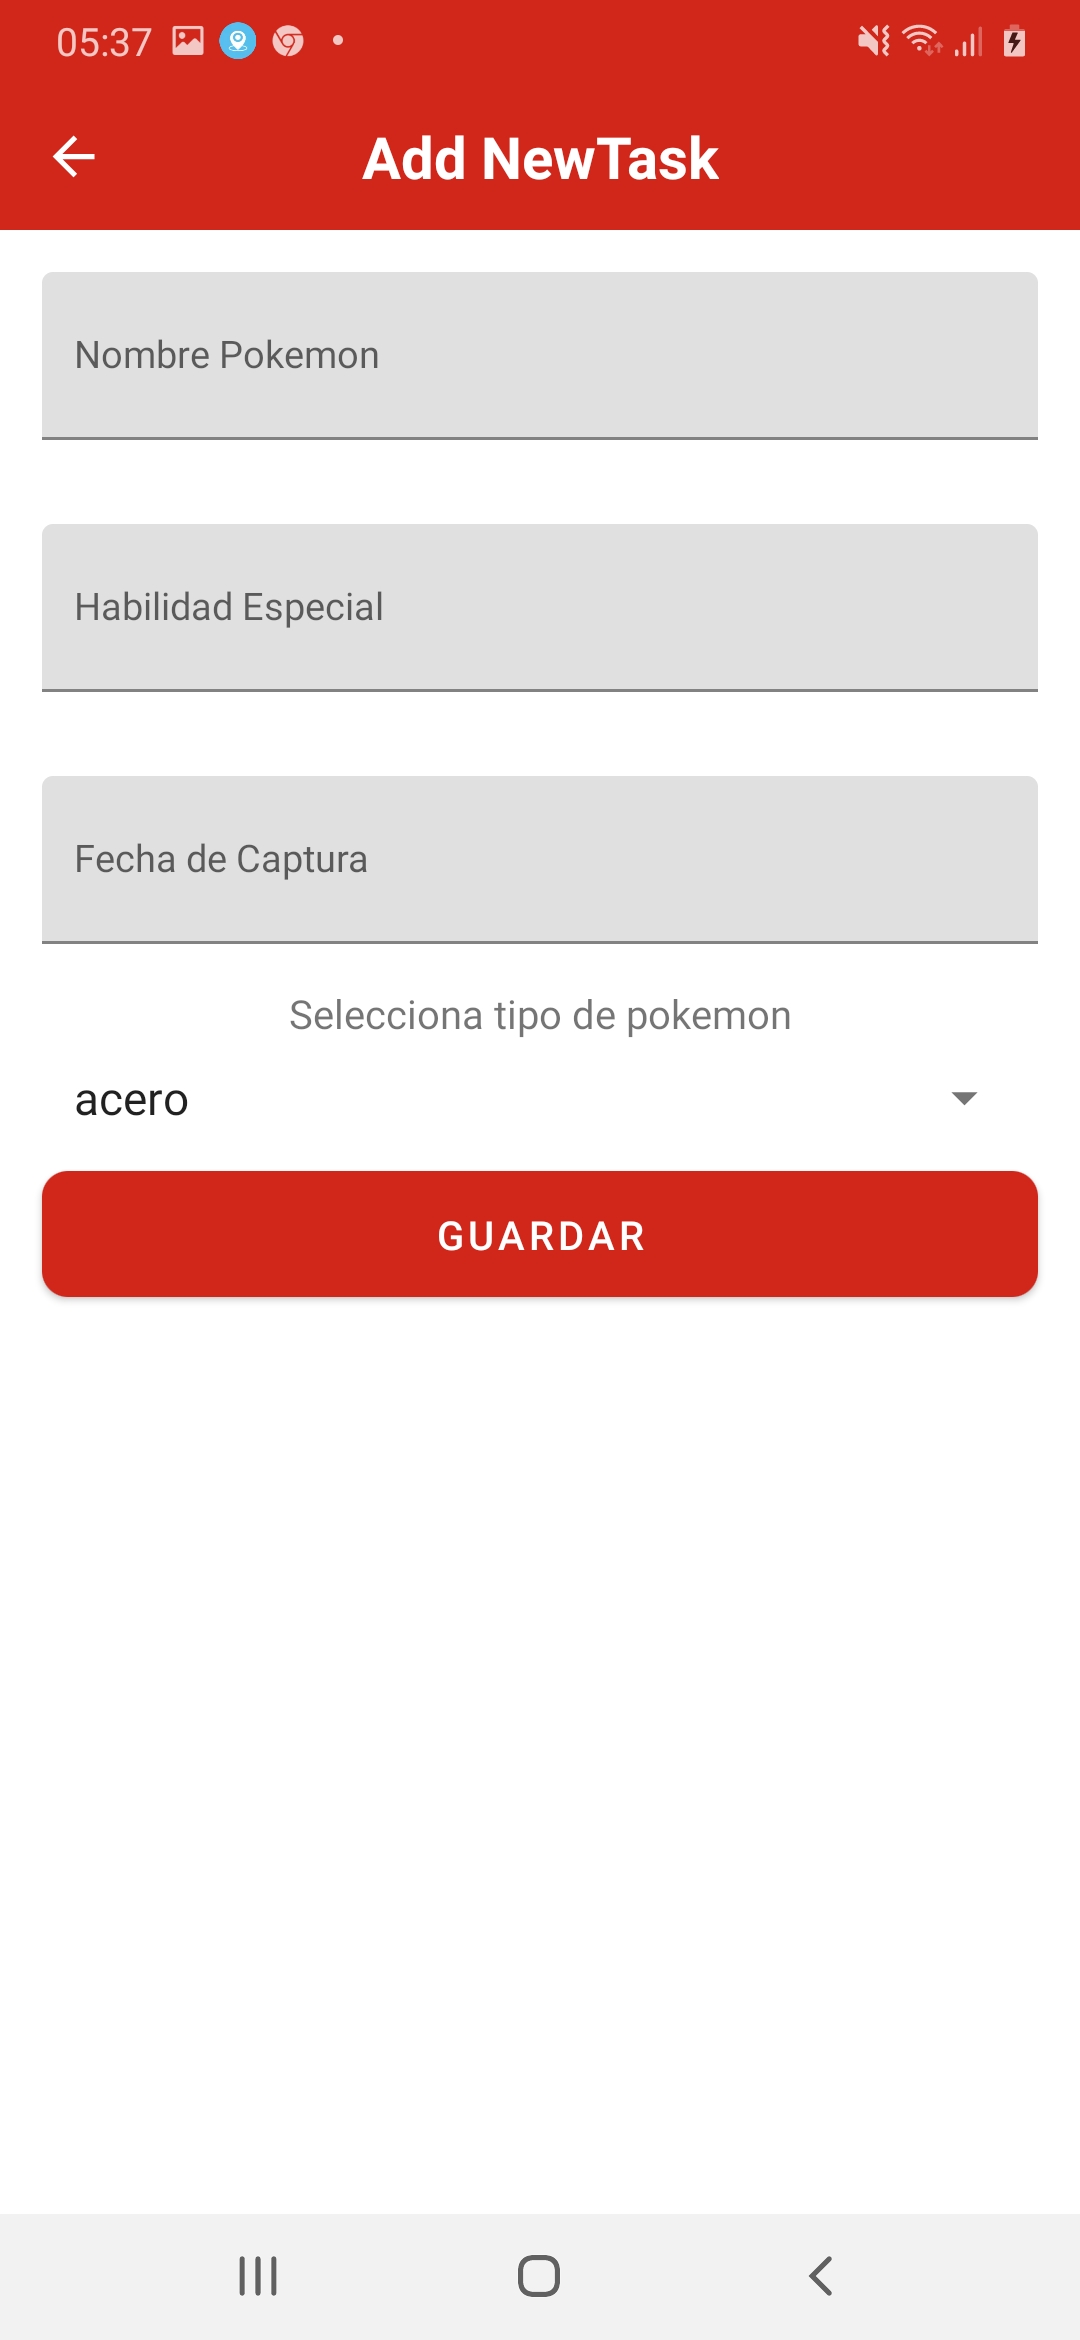 05:37
Add NewTask
Nombre Pokemon
Habilidad Especial
Fecha de Captura
Selecciona tipo de pokemon
acero
GUARDAR